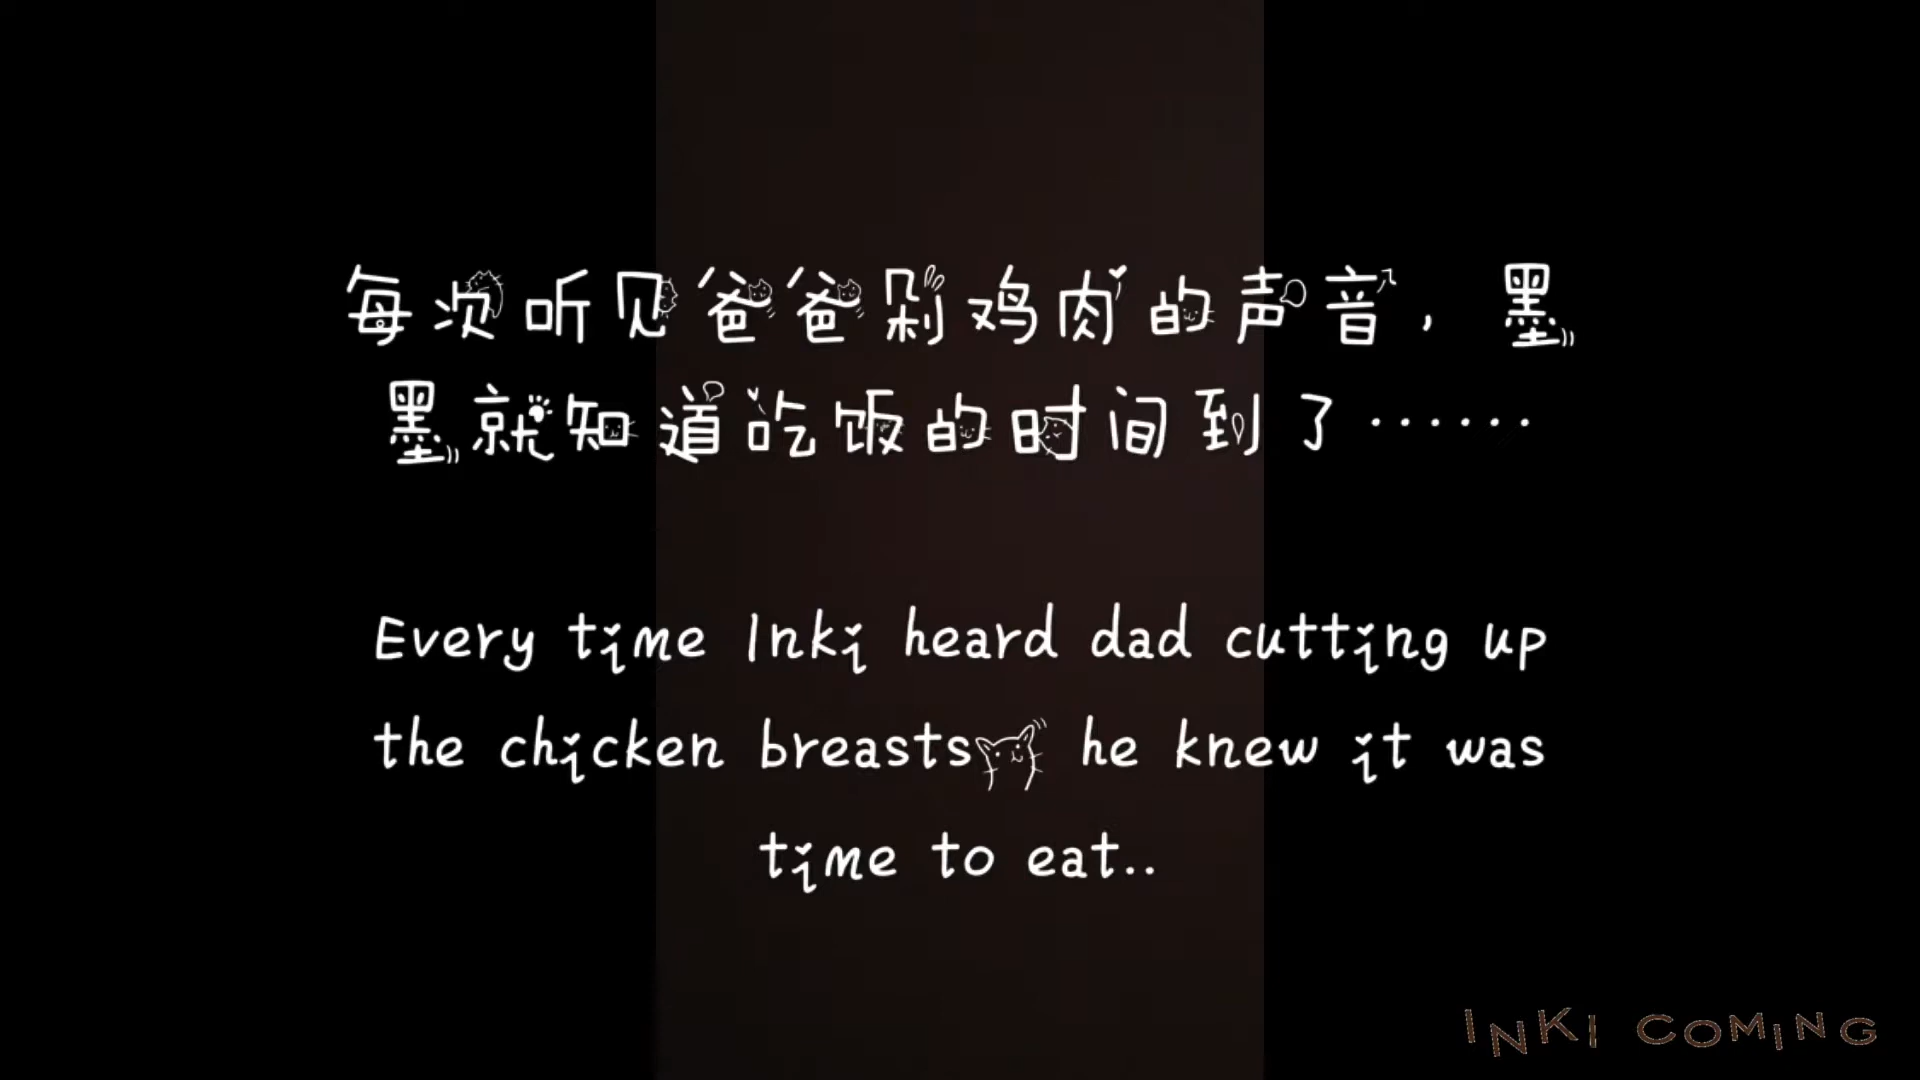 每次听见爸爸剁鸡肉的声音，墨
墨就知道吃饭的时间到了……
Every time Inki heard dad cutting up
the chicken breasts he knew it was
time to eat..
INKI COMING